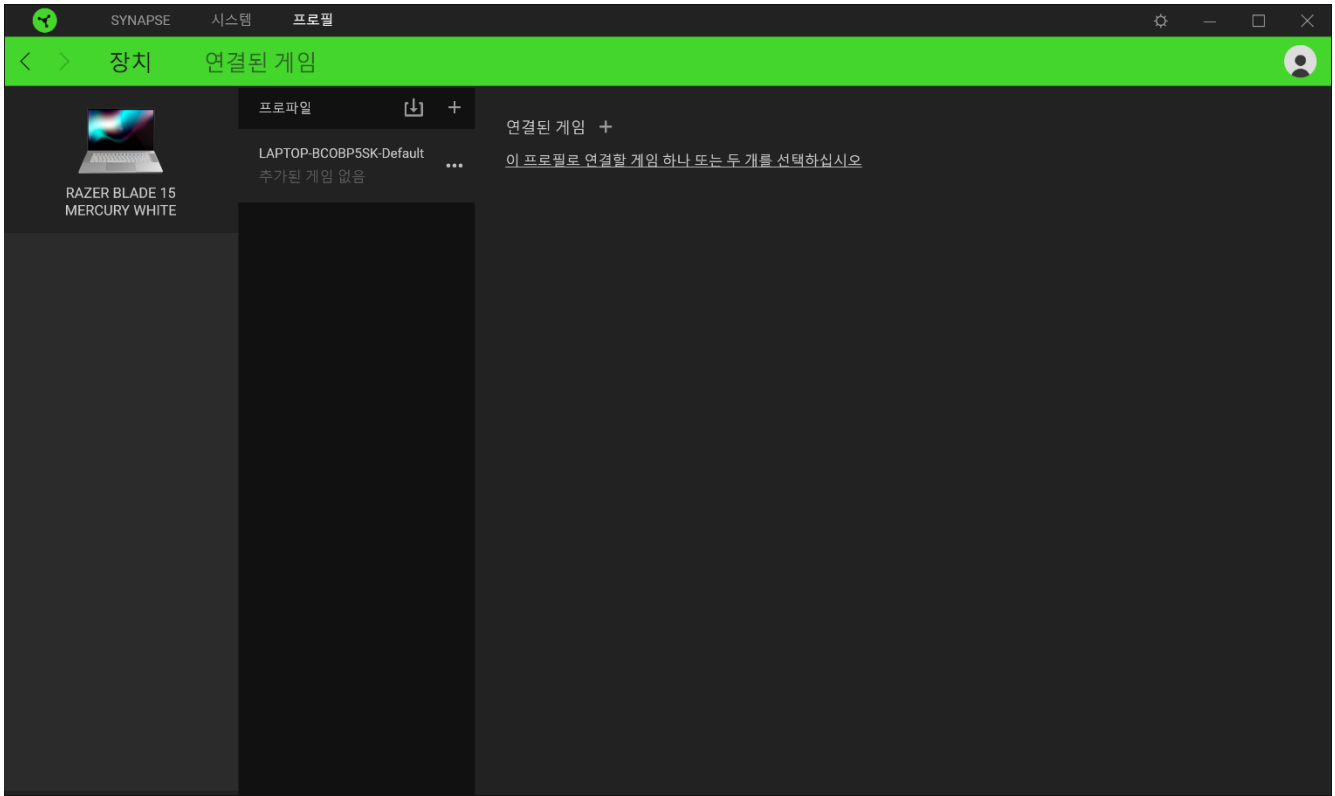 SYNAPSE 시스템 프로필
장치 연결된 게임
RAZER BLADE 15
MERCURY WHITE
프로파일
LAPTOP-BCOBP5SK-Default
추가된 게임 없음
연결된 게임
이 프로필로 연결할 게임 하나 또는 두 개를 선택하십시오